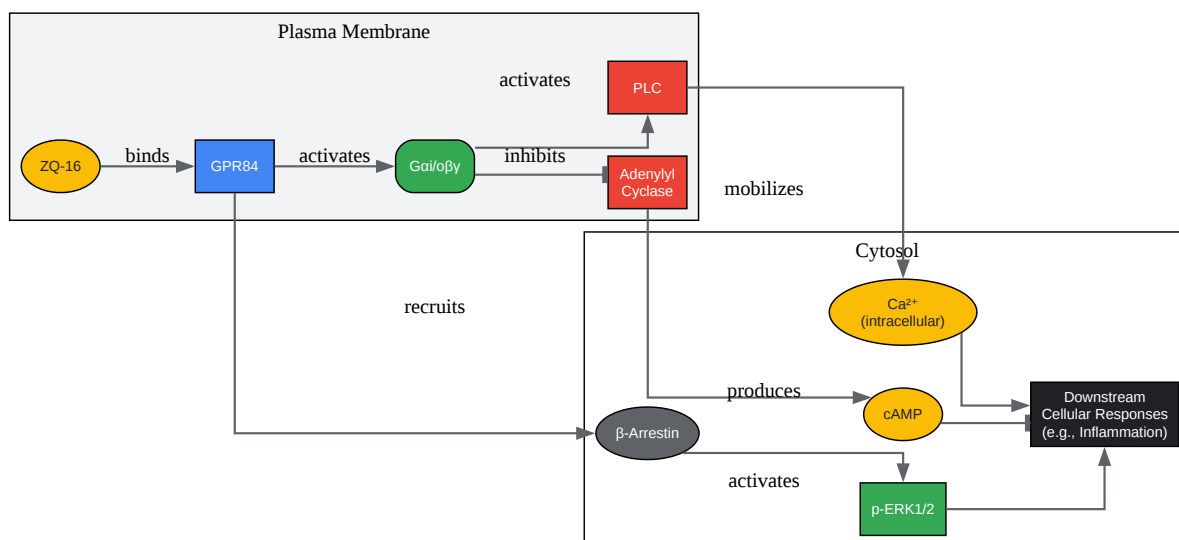 Plasma Membrane
activates
PLC
ZQ-16
binds
GPR84
activates
Gαi/oβγ
inhibits
Adenylyl
Cyclase
mobilizes
Cytosol
recruits
Ca²⁺
(intracellular)
produces
cAMP
Downstream
Cellular Responses
(e.g., Inflammation)
β-Arrestin
activates
p-ERK1/2